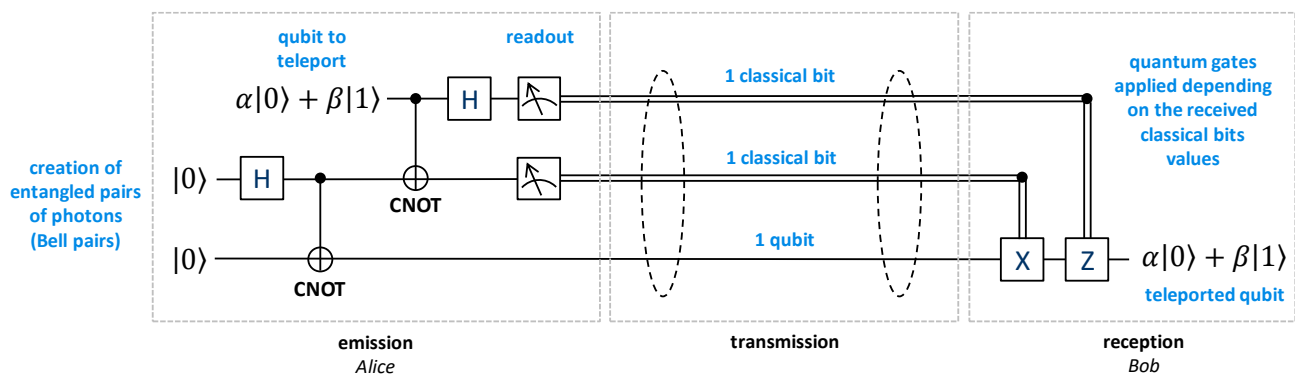 qubit to
teleport
readout
α|0⟩ + β|1⟩
H
1 classical bit
quantum gates
applied depending
on the received
classical bits
values
creation of
entangled pairs
of photons
(Bell pairs)
|0⟩
H
CNOT
1 classical bit
|0⟩
CNOT
1 qubit
X
Z
α|0⟩ + β|1⟩
teleported qubit
emission
Alice
transmission
reception
Bob